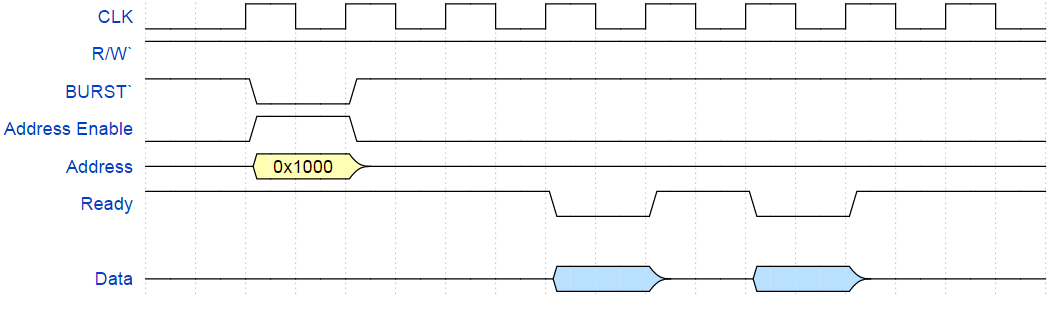 CLK
R/W`
BURST`
Address Enable
Address 0x1000
Ready
Data